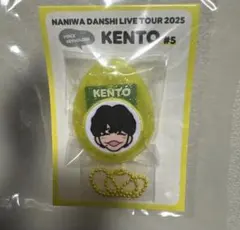 NANIWA DANSHI LIVE TOUR 2025
KENTO #5
KENTO